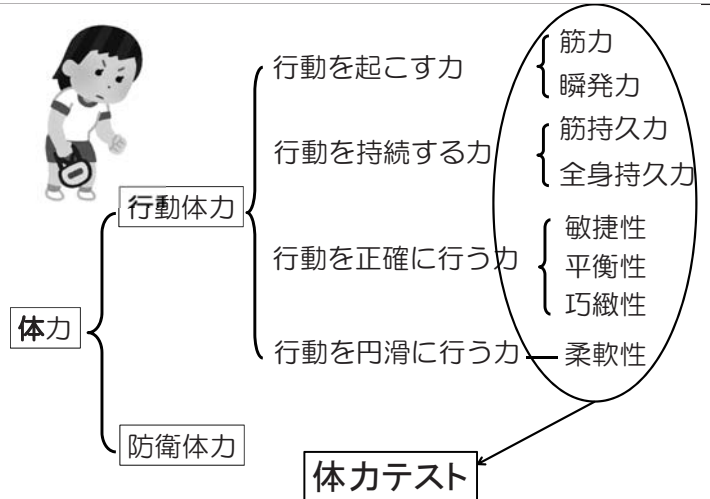 行動を起こす力
筋力
瞬発力
行動を持続する力
筋持久力
全身持久力
行動体力
行動を正確に行う力
敏捷性
平衡性
巧緻性
体力
行動を円滑に行う力
柔軟性
防衛体力
体力テスト